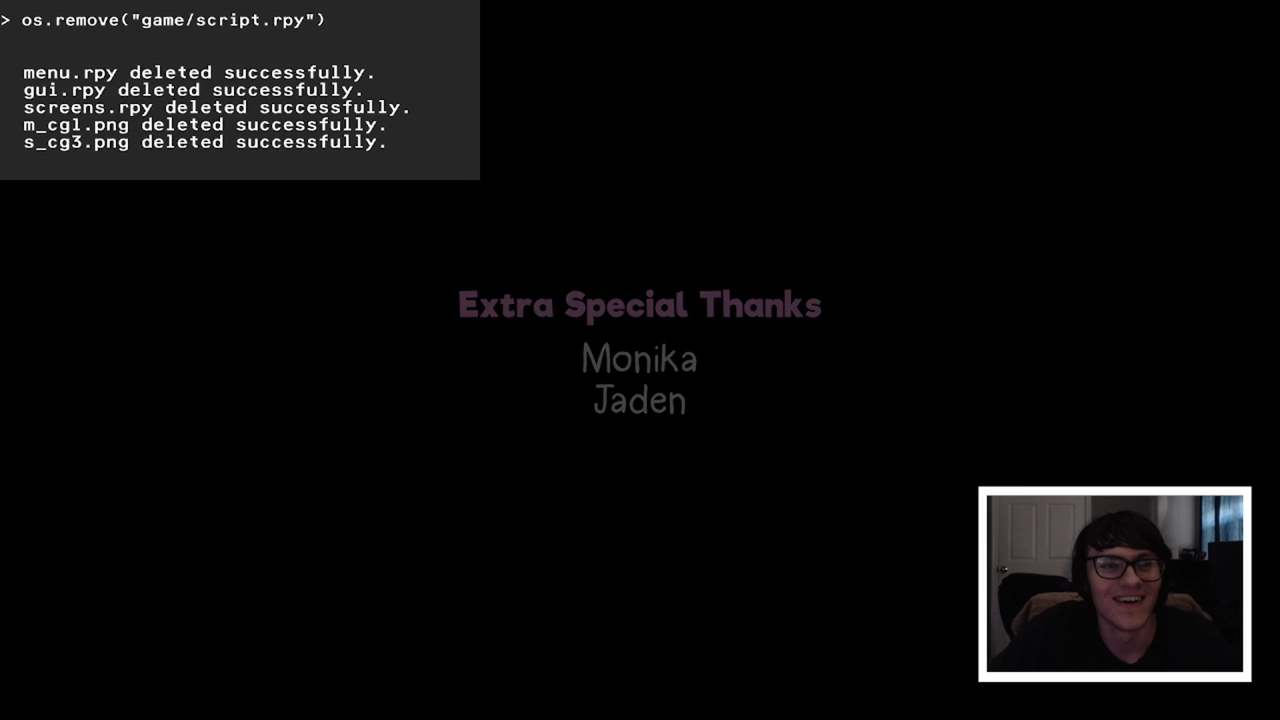 > os.remove("game/script.rpy")
menu.rpy deleted successfully.
gui.rpy deleted successfully.
screens.rpy deleted successfully.
m_cg1.png deleted successfully.
s_cg3.png deleted successfully.
Extra Special Thanks
Monika
Jaden